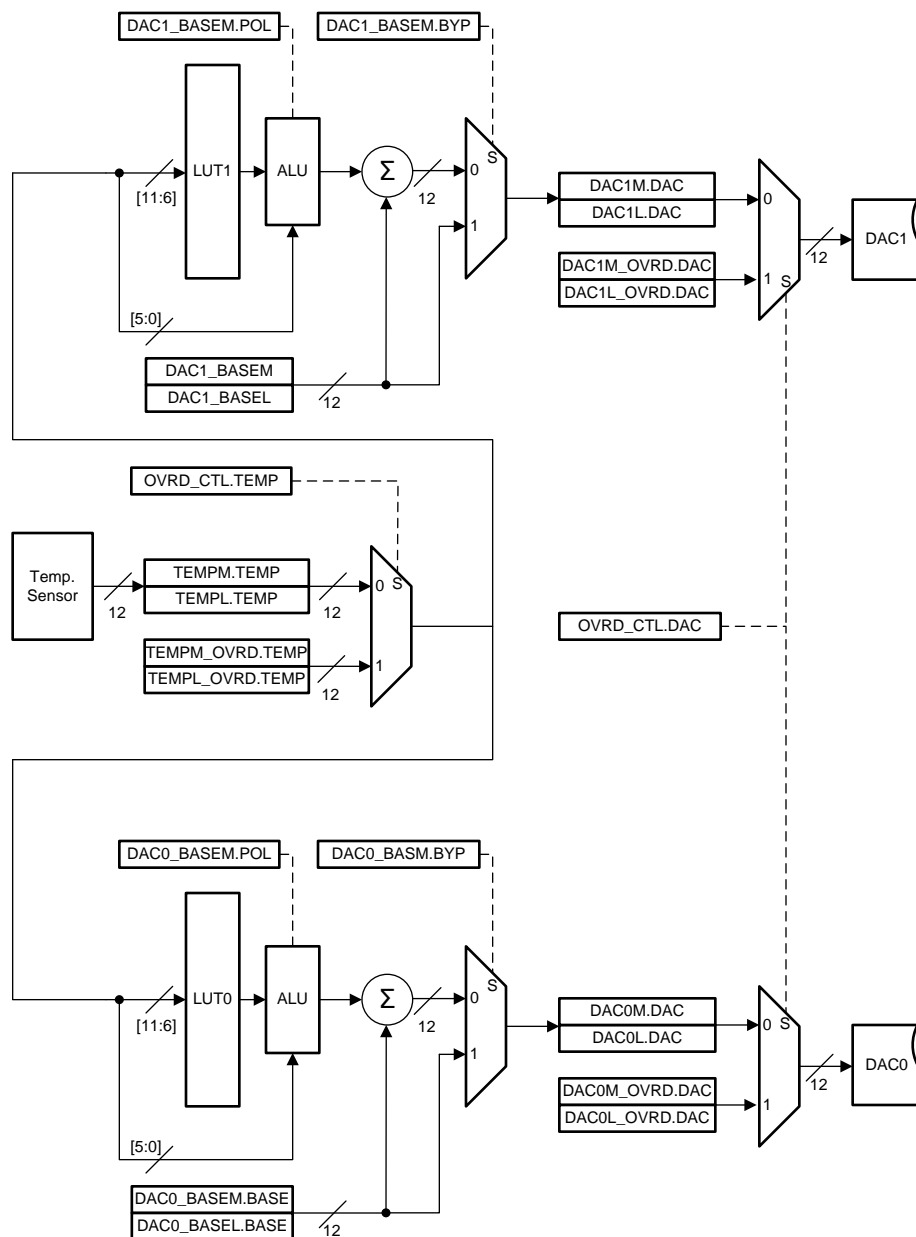 DAC1_BASEM.POL
DAC1_BASEM.BYP
LUT1
ALU
Σ
S
0
1
12
[11:6]
[5:0]
DAC1M.DAC
DAC1L.DAC
0
DAC1M_OVRD.DAC
DAC1L_OVRD.DAC
1
S
12
DAC1
DAC1_BASEM
DAC1_BASEL
12
OVRD_CTL.TEMP
Temp.
Sensor
12
TEMPM.TEMP
TEMPL.TEMP
12
0
S
TEMPM_OVRD.TEMP
TEMPL_OVRD.TEMP
12
1
OVRD_CTL.DAC
DAC0_BASEM.POL
DAC0_BASM.BYP
LUT0
ALU
Σ
S
0
1
12
[11:6]
[5:0]
DAC0M.DAC
DAC0L.DAC
0
S
DAC0M_OVRD.DAC
DAC0L_OVRD.DAC
1
12
DAC0
DAC0_BASEM.BASE
DAC0_BASEL.BASE
12